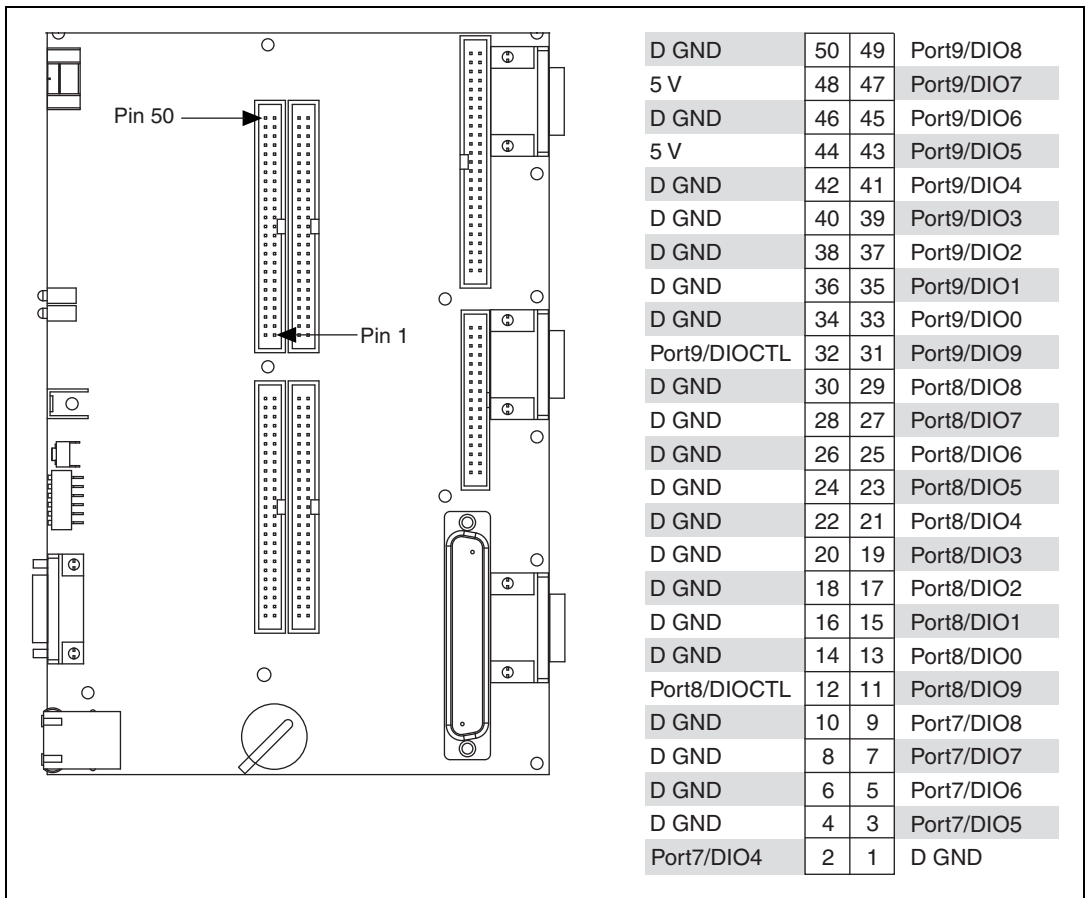 Pin 50
Pin 1
D GND 50 49 Port9/DIO8
5 V 48 47 Port9/DIO7
D GND 46 45 Port9/DIO6
5 V 44 43 Port9/DIO5
D GND 42 41 Port9/DIO4
D GND 40 39 Port9/DIO3
D GND 38 37 Port9/DIO2
D GND 36 35 Port9/DIO1
D GND 34 33 Port9/DIO0
Port9/DIOCTL 32 31 Port9/DIO9
D GND 30 29 Port8/DIO8
D GND 28 27 Port8/DIO7
D GND 26 25 Port8/DIO6
D GND 24 23 Port8/DIO5
D GND 22 21 Port8/DIO4
D GND 20 19 Port8/DIO3
D GND 18 17 Port8/DIO2
D GND 16 15 Port8/DIO1
D GND 14 13 Port8/DIO0
Port8/DIOCTL 12 11 Port8/DIO9
D GND 10 9 Port7/DIO8
D GND 8 7 Port7/DIO7
D GND 6 5 Port7/DIO6
D GND 4 3 Port7/DIO5
Port7/DIO4 2 1 D GND